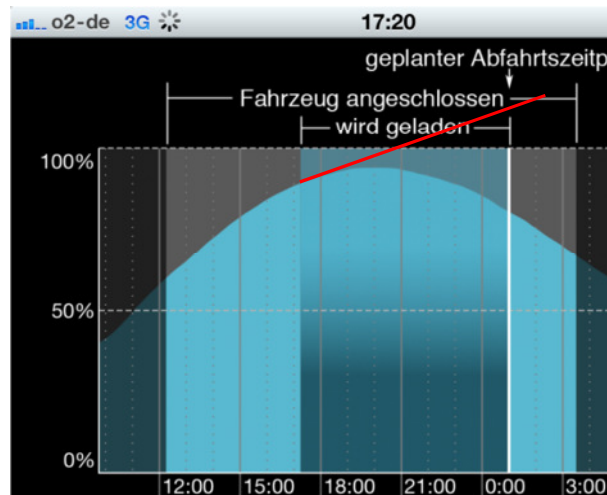 o2-de 3G 17:20
geplanter Abfahrtszeitp
Fahrzeug angeschlossen
wird geladen
100%
50%
0%
12:00 15:00 18:00 21:00 0:00 3:00